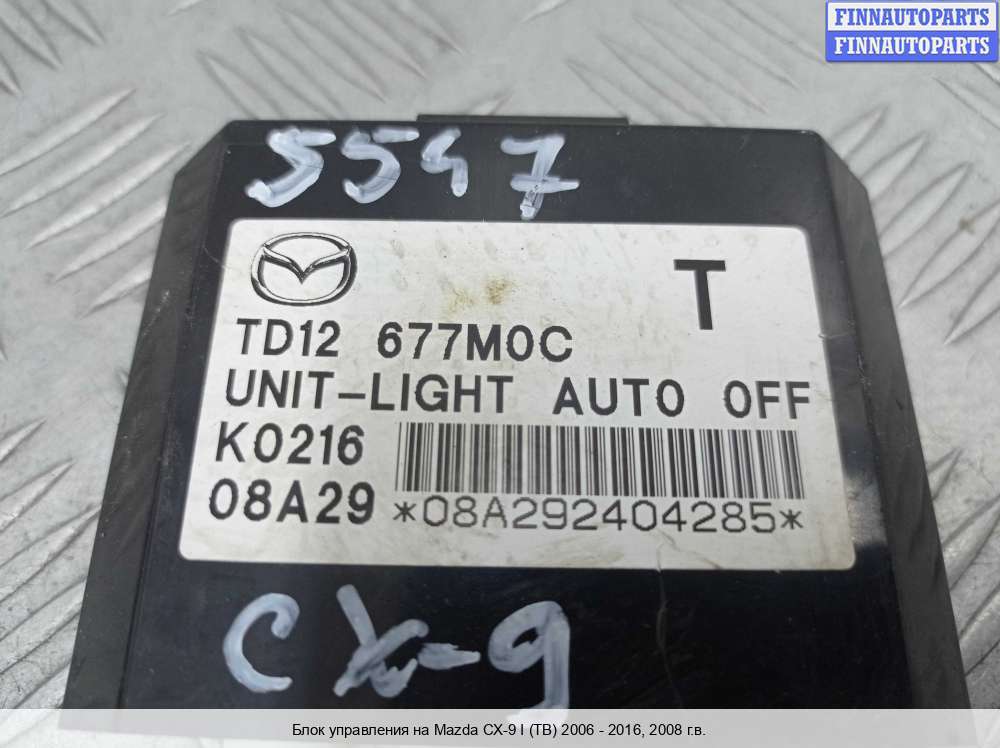 FINNAUTOPARTS
FINNAUTOPARTS
5547
T
TD12 677M0C
UNIT-LIGHT AUTO OFF
K0216
08A29 *08A292404285*
CX-9
Блок управления на Mazda CX-9 I (TB) 2006 - 2016, 2008 г.в.